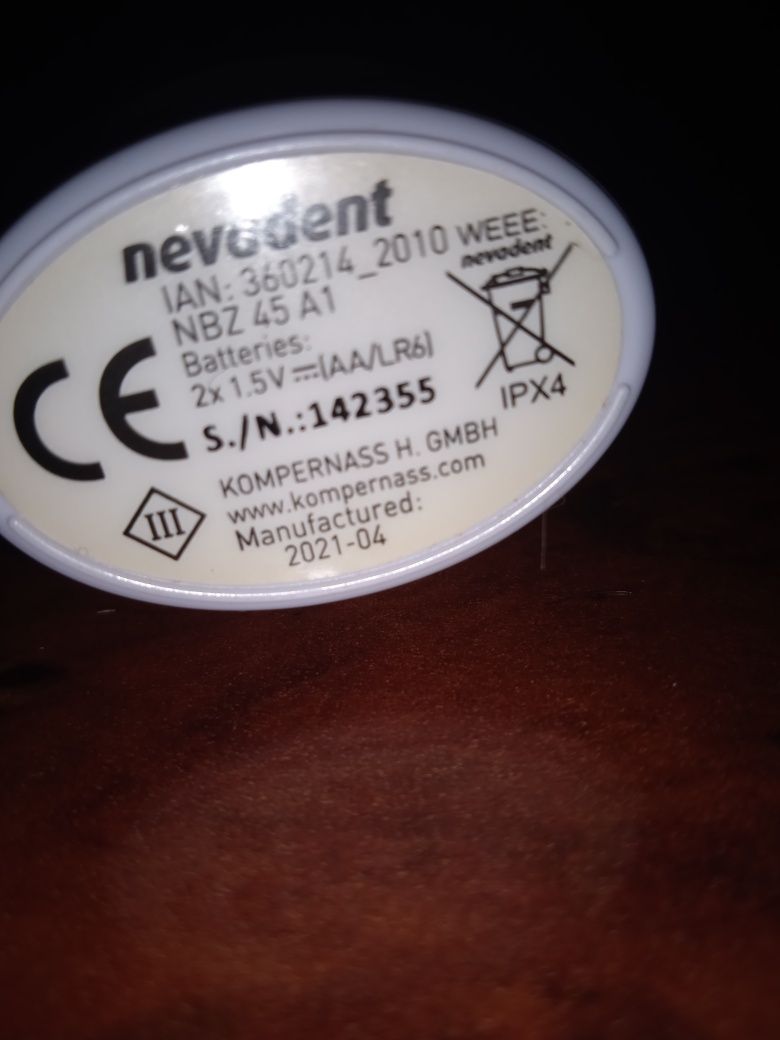 nevadent
IAN: 360214_2010
NBZ 45 A1
Batteries:
2x 1.5V ⎓(AA/LR6)
S./N.:142355
KOMPERNASS H. GMBH
www.kompernass.com
Manufactured:
2021-04
CE
III
WEEE:
nevadent
IPX4